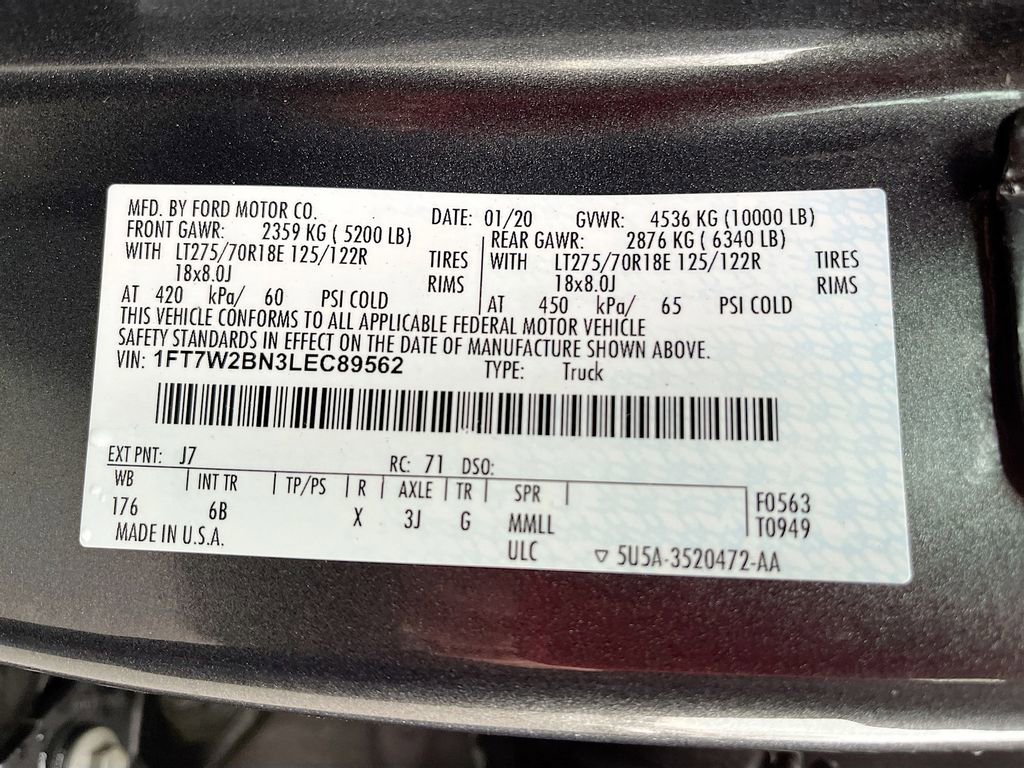 MFD. BY FORD MOTOR CO. DATE: 01/20 GVWR: 4536 KG (10000 LB)
FRONT GAWR: 2359 KG ( 5200 LB) REAR GAWR: 2876 KG ( 6340 LB)
WITH LT275/70R18E 125/122R TIRES WITH LT275/70R18E 125/122R TIRES
18x8.0J RIMS 18x8.0J RIMS
AT 420 kPa/ 60 PSI COLD AT 450 kPa/ 65 PSI COLD
THIS VEHICLE CONFORMS TO ALL APPLICABLE FEDERAL MOTOR VEHICLE
SAFETY STANDARDS IN EFFECT ON THE DATE OF MANUFACTURE SHOWN ABOVE.
VIN: 1FT7W2BN3LEC89562 TYPE: Truck
EXT PNT: J7 RC: 71 DSO:
WB INT TR TP/PS R AXLE TR SPR F0563
176 6B X 3J G MMLL T0949
MADE IN U.S.A. ULC ▽ 5U5A-3520472-AA